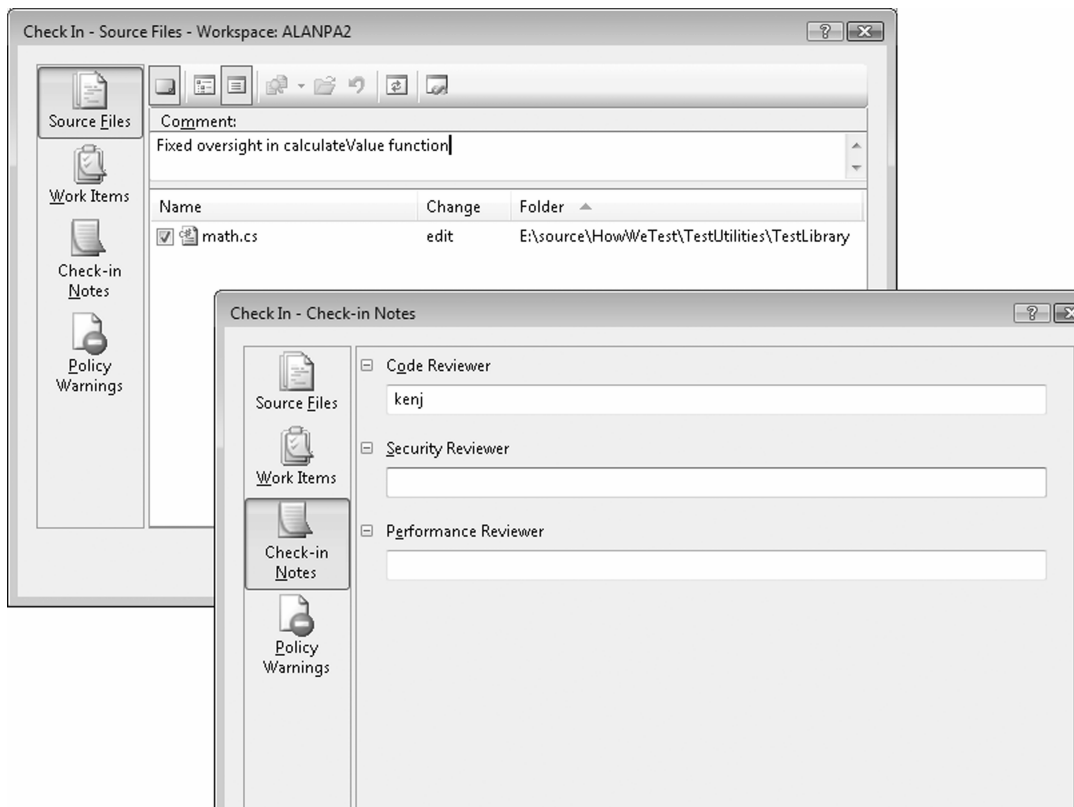 Check In - Source Files - Workspace: ALANPA2
Source Files
Comment:
Fixed oversight in calculateValue function
Work Items
Name Change Folder
math.cs edit E:\source\HowWeTest\TestUtilities\TestLibrary
Check-in
Notes
Policy
Warnings
Check In - Check-in Notes
Source Files
Code Reviewer
kenj
Work Items
Security Reviewer
Check-in
Notes
Performance Reviewer
Policy
Warnings